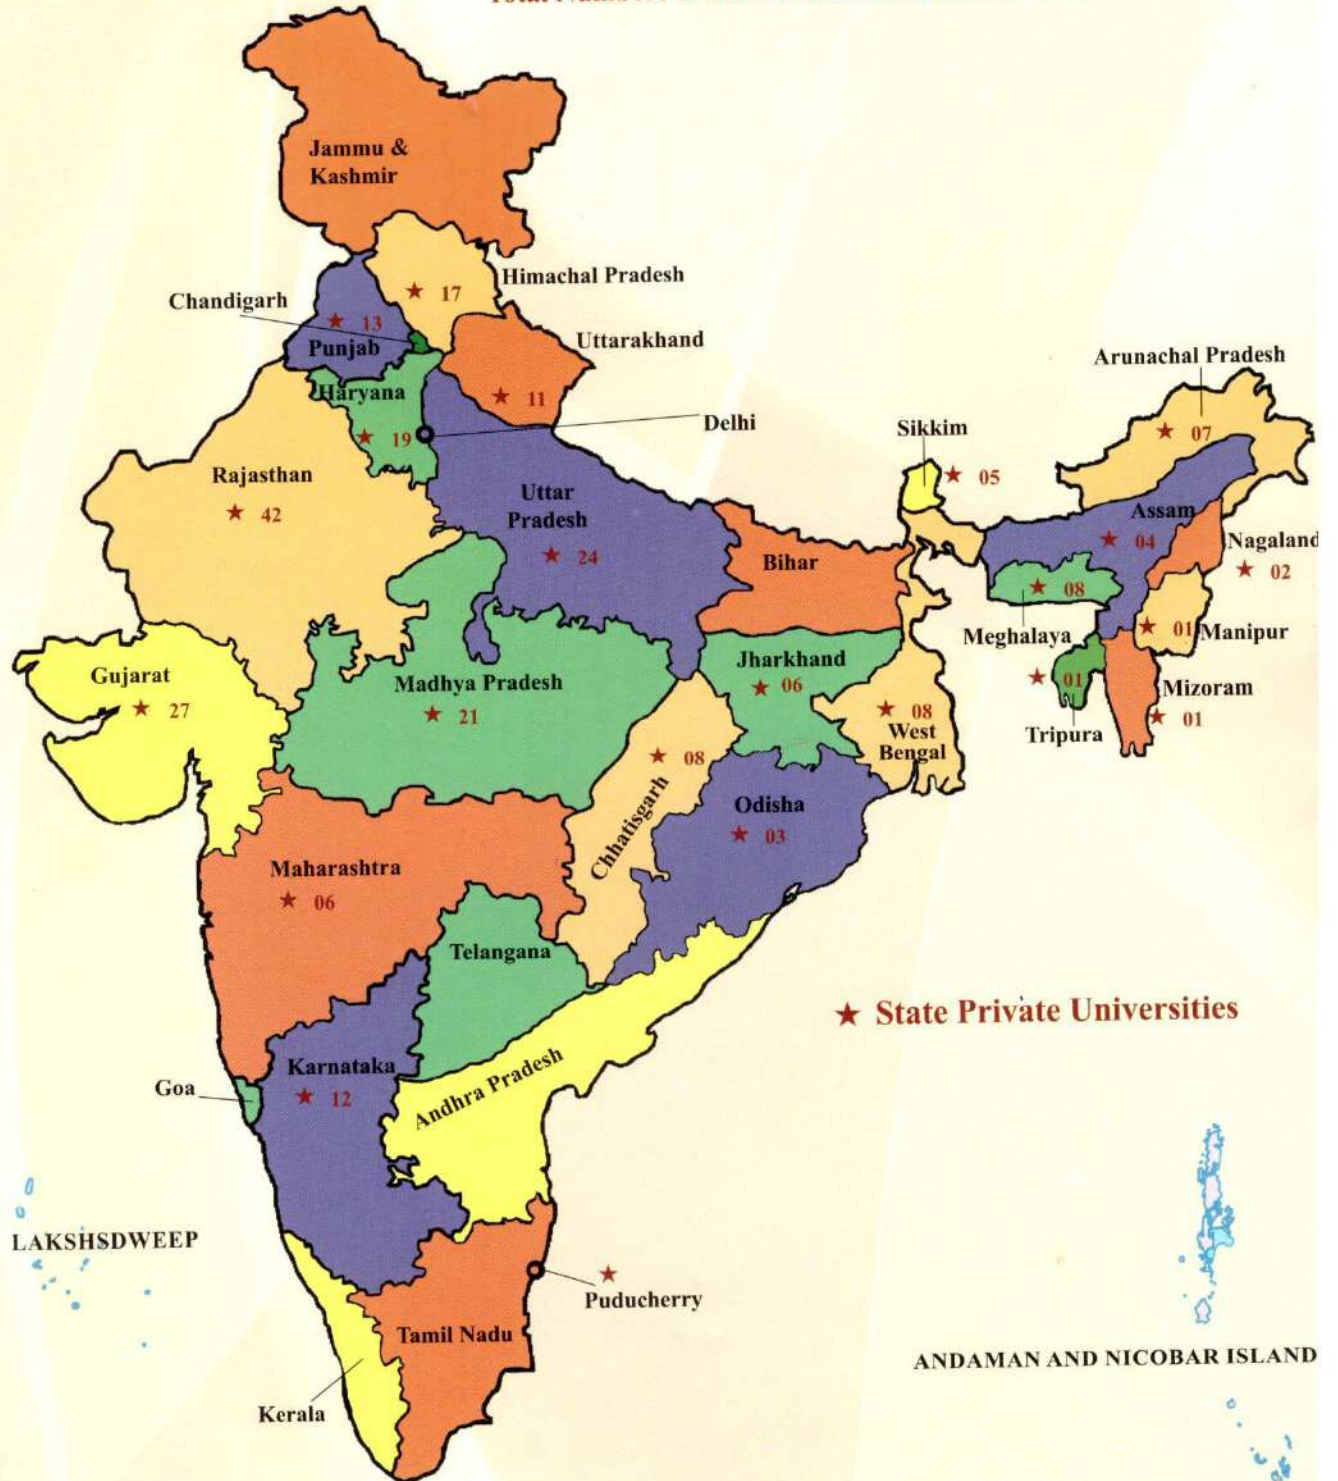 Jammu &
Kashmir
Himachal Pradesh
★ 17
Chandigarh
★ 13
Punjab
Uttarakhand
★ 11
Haryana
★ 19
Delhi
Arunachal Pradesh
★ 07
Sikkim
★ 05
Rajasthan
★ 42
Uttar
Pradesh
★ 24
Bihar
Assam
★ 04
Nagaland
★ 02
★ 08
Meghalaya
★ 01
Manipur
Gujarat
★ 27
Madhya Pradesh
★ 21
Jharkhand
★ 06
★ 01
Tripura
Mizoram
★ 01
★ 08
West
Bengal
★ 08
Chhatisgarh
Odisha
★ 03
Maharashtra
★ 06
Telangana
★ State Private Universities
Karnataka
★ 12
Goa
Andhra Pradesh
LAKSHSDWEEP
★
Puducherry
Tamil Nadu
Kerala
ANDAMAN AND NICOBAR ISLAND